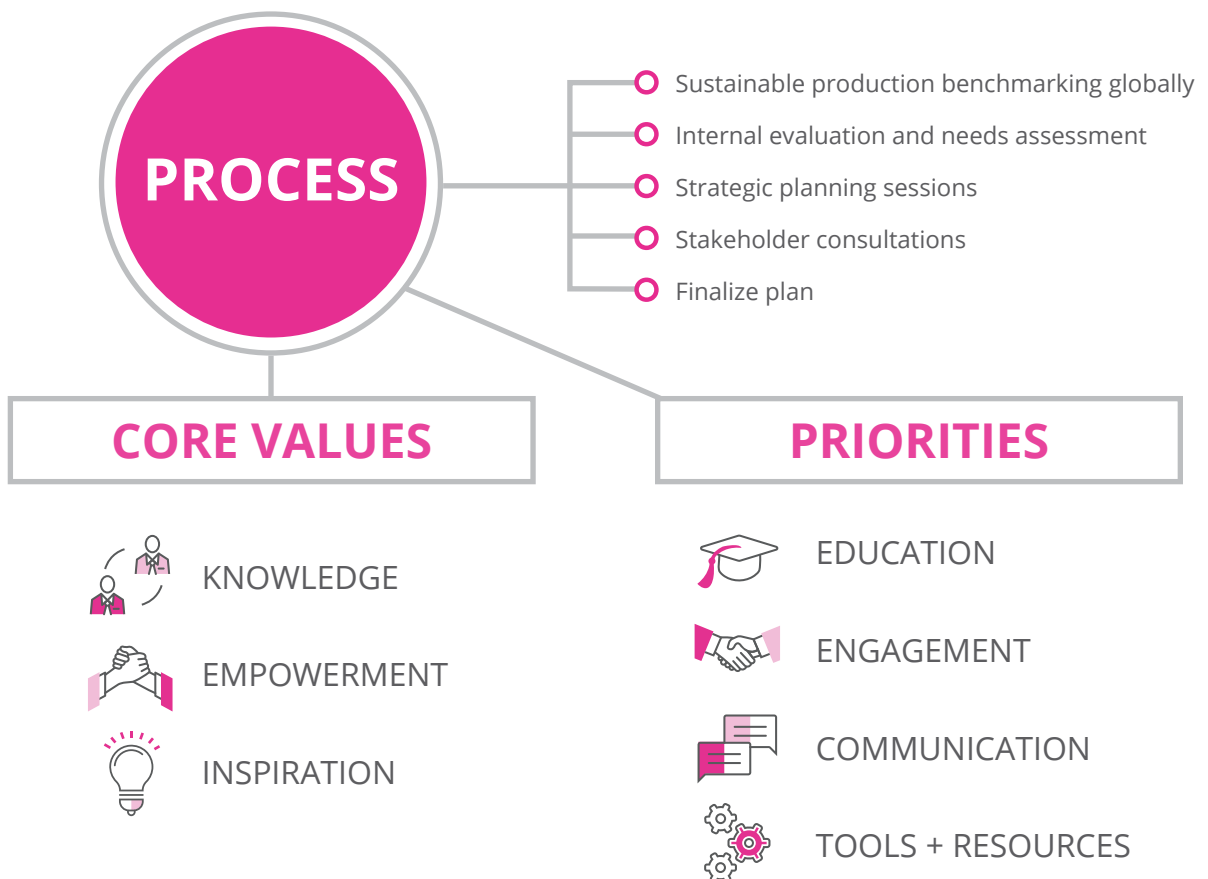 PROCESS
Sustainable production benchmarking globally
Internal evaluation and needs assessment
Strategic planning sessions
Stakeholder consultations
Finalize plan
CORE VALUES
KNOWLEDGE
EMPOWERMENT
INSPIRATION
PRIORITIES
EDUCATION
ENGAGEMENT
COMMUNICATION
TOOLS + RESOURCES